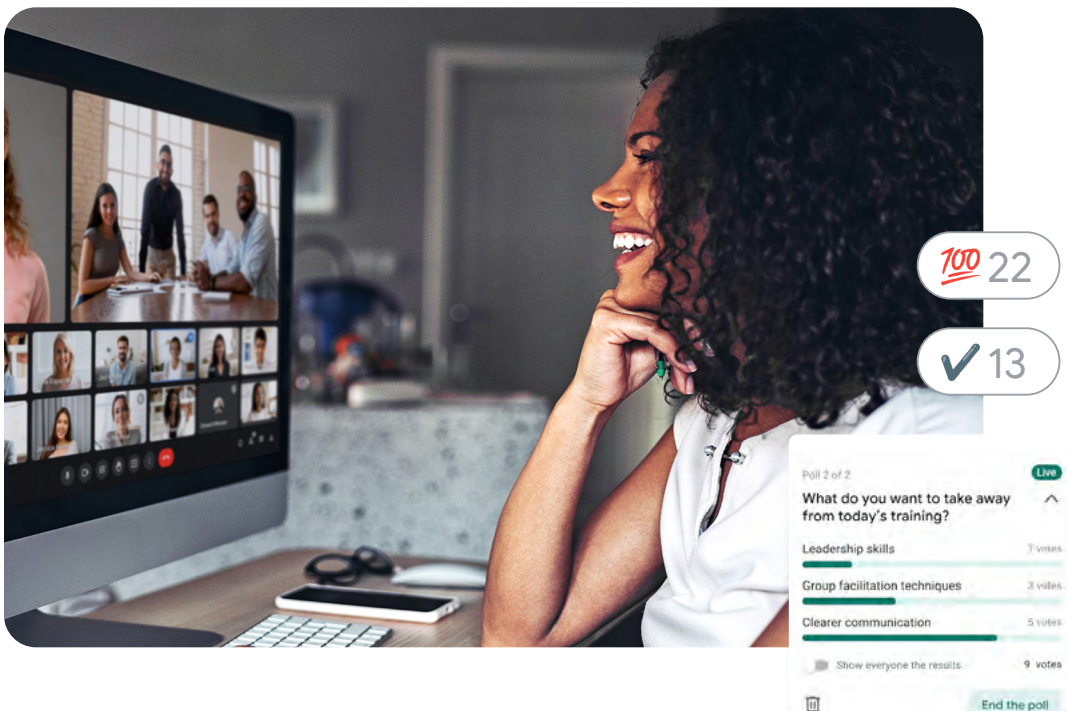 💯 22
✔ 13
Poll 2 of 2
Live
What do you want to take away
from today's training?
Leadership skills votes
Group facilitation techniques 3 votes
Clearer communication 5 votes
Show everyone the results 9 votes
End the poll